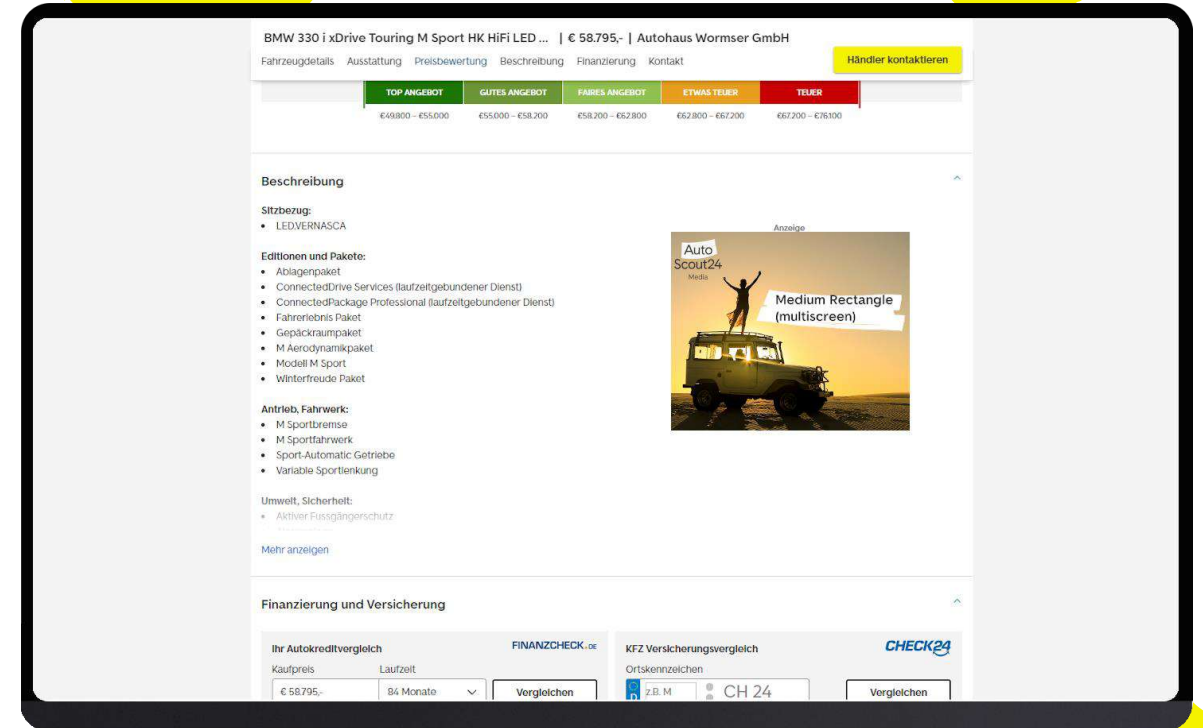 BMW 330 i xDrive Touring M Sport HK HiFi LED ... | € 58.795,- | Autohaus Wormser GmbH
Fahrzeugdetails Ausstattung Preisbewertung Beschreibung Finanzierung Kontakt
Händler kontaktieren
TOP ANGEBOT GUTES ANGEBOT FAIRES ANGEBOT ETWAS TEUER TEUER
€49.800 – €55.000 €55.000 – €58.200 €58.200 – €62.800 €62.800 – €67.200 €67.200 – €76.100
Beschreibung
Sitzbezug:
• LED,VERNASCA
Editionen und Pakete:
• Ablagenpaket
• ConnectedDrive Services (laufzeitgebundener Dienst)
• ConnectedPackage Professional (laufzeitgebundener Dienst)
• Fahrerlebnis Paket
• Gepäckraumpaket
• M Aerodynamikpaket
• Modell M Sport
• Winterfreude Paket
Antrieb, Fahrwerk:
• M Sportbremse
• M Sportfahrwerk
• Sport-Automatic Getriebe
• Variable Sportlenkung
Umwelt, Sicherheit:
• Aktiver Fussgängerschutz
Mehr anzeigen
Anzeige
Auto
Scout24
Media
Medium Rectangle
(multiscreen)
Finanzierung und Versicherung
Ihr Autokreditvergleich
FINANZCHECK.DE
Kaufpreis Laufzeit
€ 58.795,- 84 Monate Vergleichen
KFZ Versicherungsvergleich
CHECK24
Ortskennzeichen
D z.B. M CH 24 Vergleichen